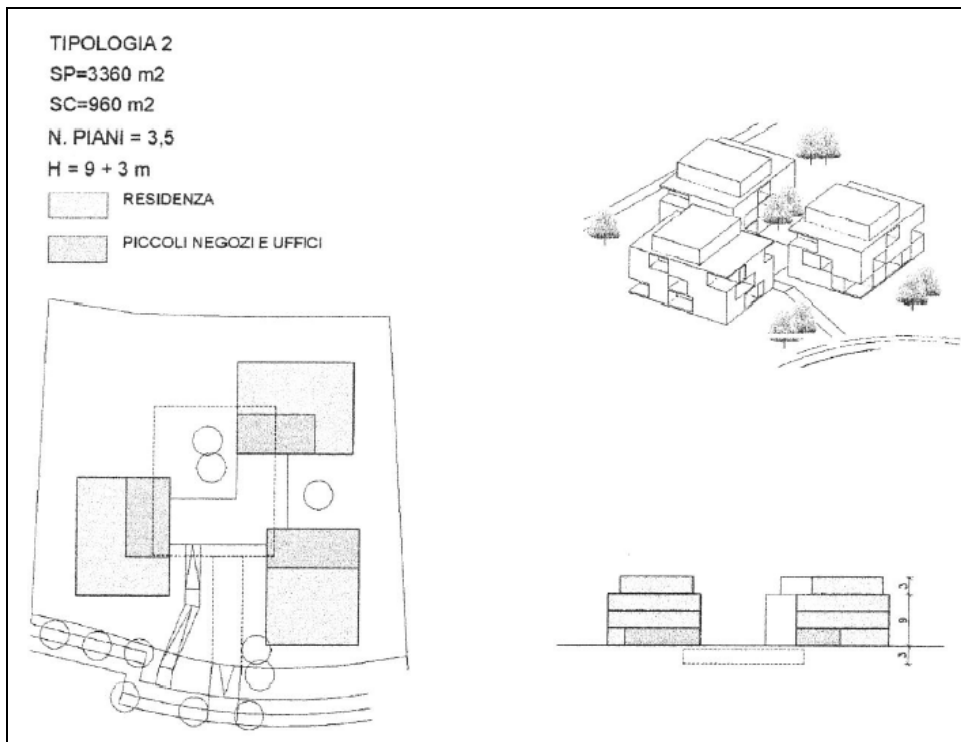 TIPOLOGIA 2
SP=3360 m2
SC=960 m2
N. PIANI = 3,5
H = 9 + 3 m
RESIDENZA
PICCOLI NEGOZI E UFFICI
3
9
3